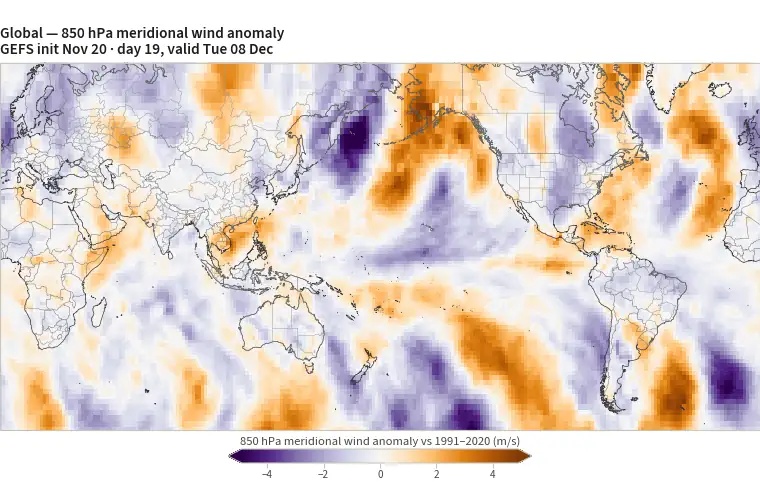 Global — 850 hPa meridional wind anomaly
GEFS init Nov 20 · day 19, valid Tue 08 Dec
850 hPa meridional wind anomaly vs 1991–2020 (m/s)
−4 −2 0 2 4